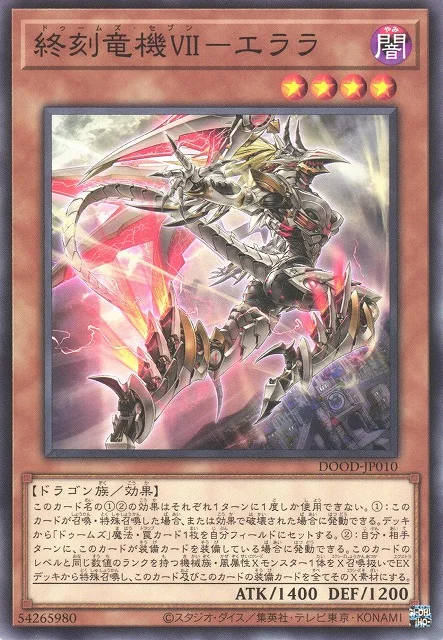 終刻竜機Ⅶ-エララ
ドゥームズ セブン
闇
やみ
DOOD-JP010
【ドラゴン族/効果】
このカード名の①②の効果はそれぞれ1ターンに1度しか使用できない。①:こ
のカードが召喚・特殊召喚した場合、または効果で破壊された場合に発動できる。デッキ
から「ドゥームズ」魔法・罠カード1枚を自分フィールドにセットする。②:自分・相手
ターンに、このカードが装備カードを装備している場合に発動できる。このカードの
レベルと同じ数値のランクを持つ機械族・風属性Xモンスター1体をX召喚扱いでEX
デッキから特殊召喚し、このカード及びこのカードの装備カードを全てそのX素材にする。
ATK/1400 DEF/1200
54265980
©スタジオ・ダイス/集英社・テレビ東京・KONAMI